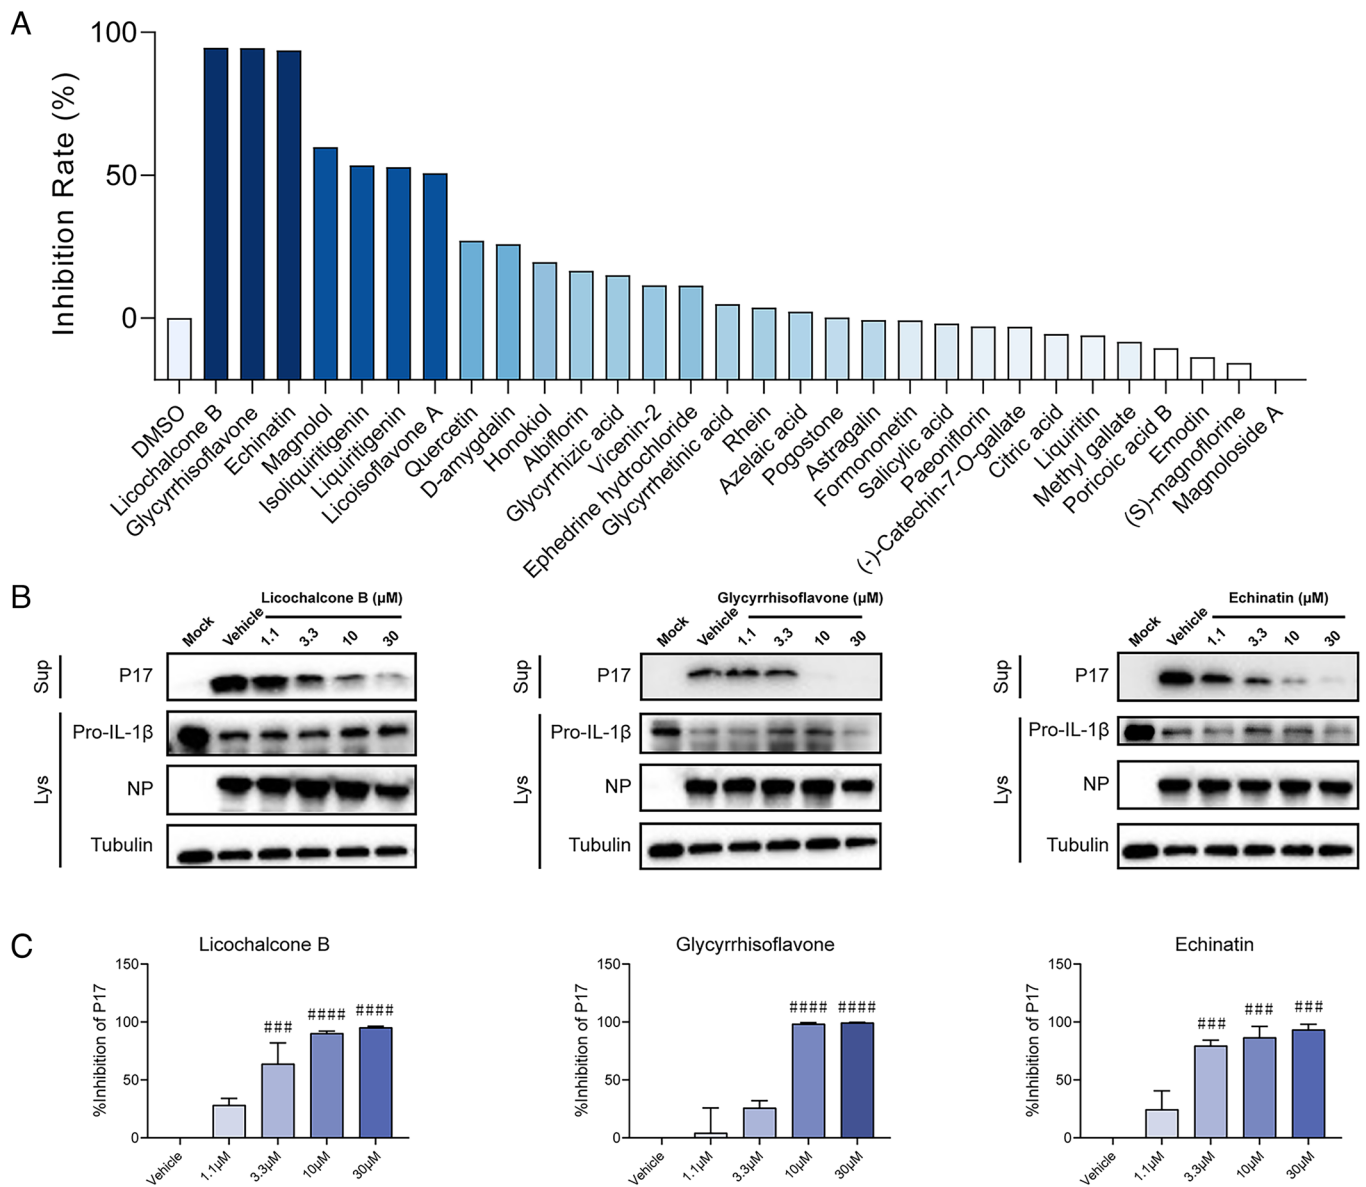 A
Inhibition Rate (%)
100
50
0
DMSO
Licochalcone B
Glycyrrhisoflavone
Echinatin
Magnolol
Isoliquiritigenin
Liquiritigenin
Licoisoflavone A
Quercetin
D-amygdalin
Honokiol
Albiflorin
Glycyrrhizic acid
Vicenin-2
Ephedrine hydrochloride
Glycyrrhetinic acid
Rhein
Azelaic acid
Pogostone
Astragalin
Formononetin
Salicylic acid
Paeoniflorin
(-)-Catechin-7-O-gallate
Citric acid
Liquiritin
Methyl gallate
Poricoic acid B
Emodin
(S)-magnoflorine
Magnoloside A
B
Licochalcone B (μM)
Mock Vehicle 1.1 3.3 10 30
Sup
P17
Lys
Pro-IL-1β
NP
Tubulin
Glycyrrhisoflavone (μM)
Mock Vehicle 1.1 3.3 10 30
Sup
P17
Lys
Pro-IL-1β
NP
Tubulin
Echinatin (μM)
Mock Vehicle 1.1 3.3 10 30
Sup
P17
Lys
Pro-IL-1β
NP
Tubulin
C
Licochalcone B
%Inhibition of P17
150
100
50
0
### #### ####
Vehicle 1.1μM 3.3μM 10μM 30μM
Glycyrrhisoflavone
%Inhibition of P17
150
100
50
0
#### ####
Vehicle 1.1μM 3.3μM 10μM 30μM
Echinatin
%Inhibition of P17
150
100
50
0
### ### ###
Vehicle 1.1μM 3.3μM 10μM 30μM